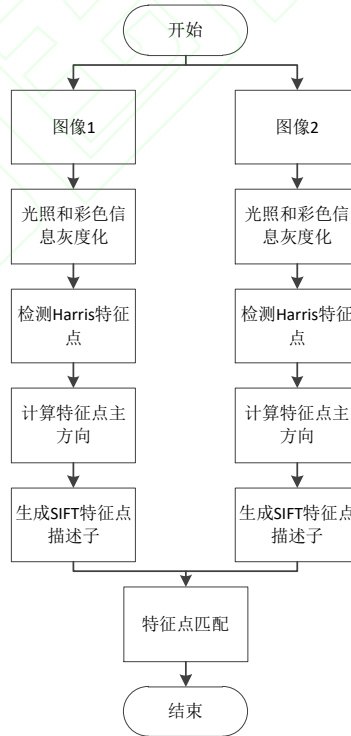 开始
图像1
图像2
光照和彩色信
息灰度化
光照和彩色信
息灰度化
检测Harris特征
点
检测Harris特征
点
计算特征点主
方向
计算特征点主
方向
生成SIFT特征点
描述子
生成SIFT特征点
描述子
特征点匹配
结束